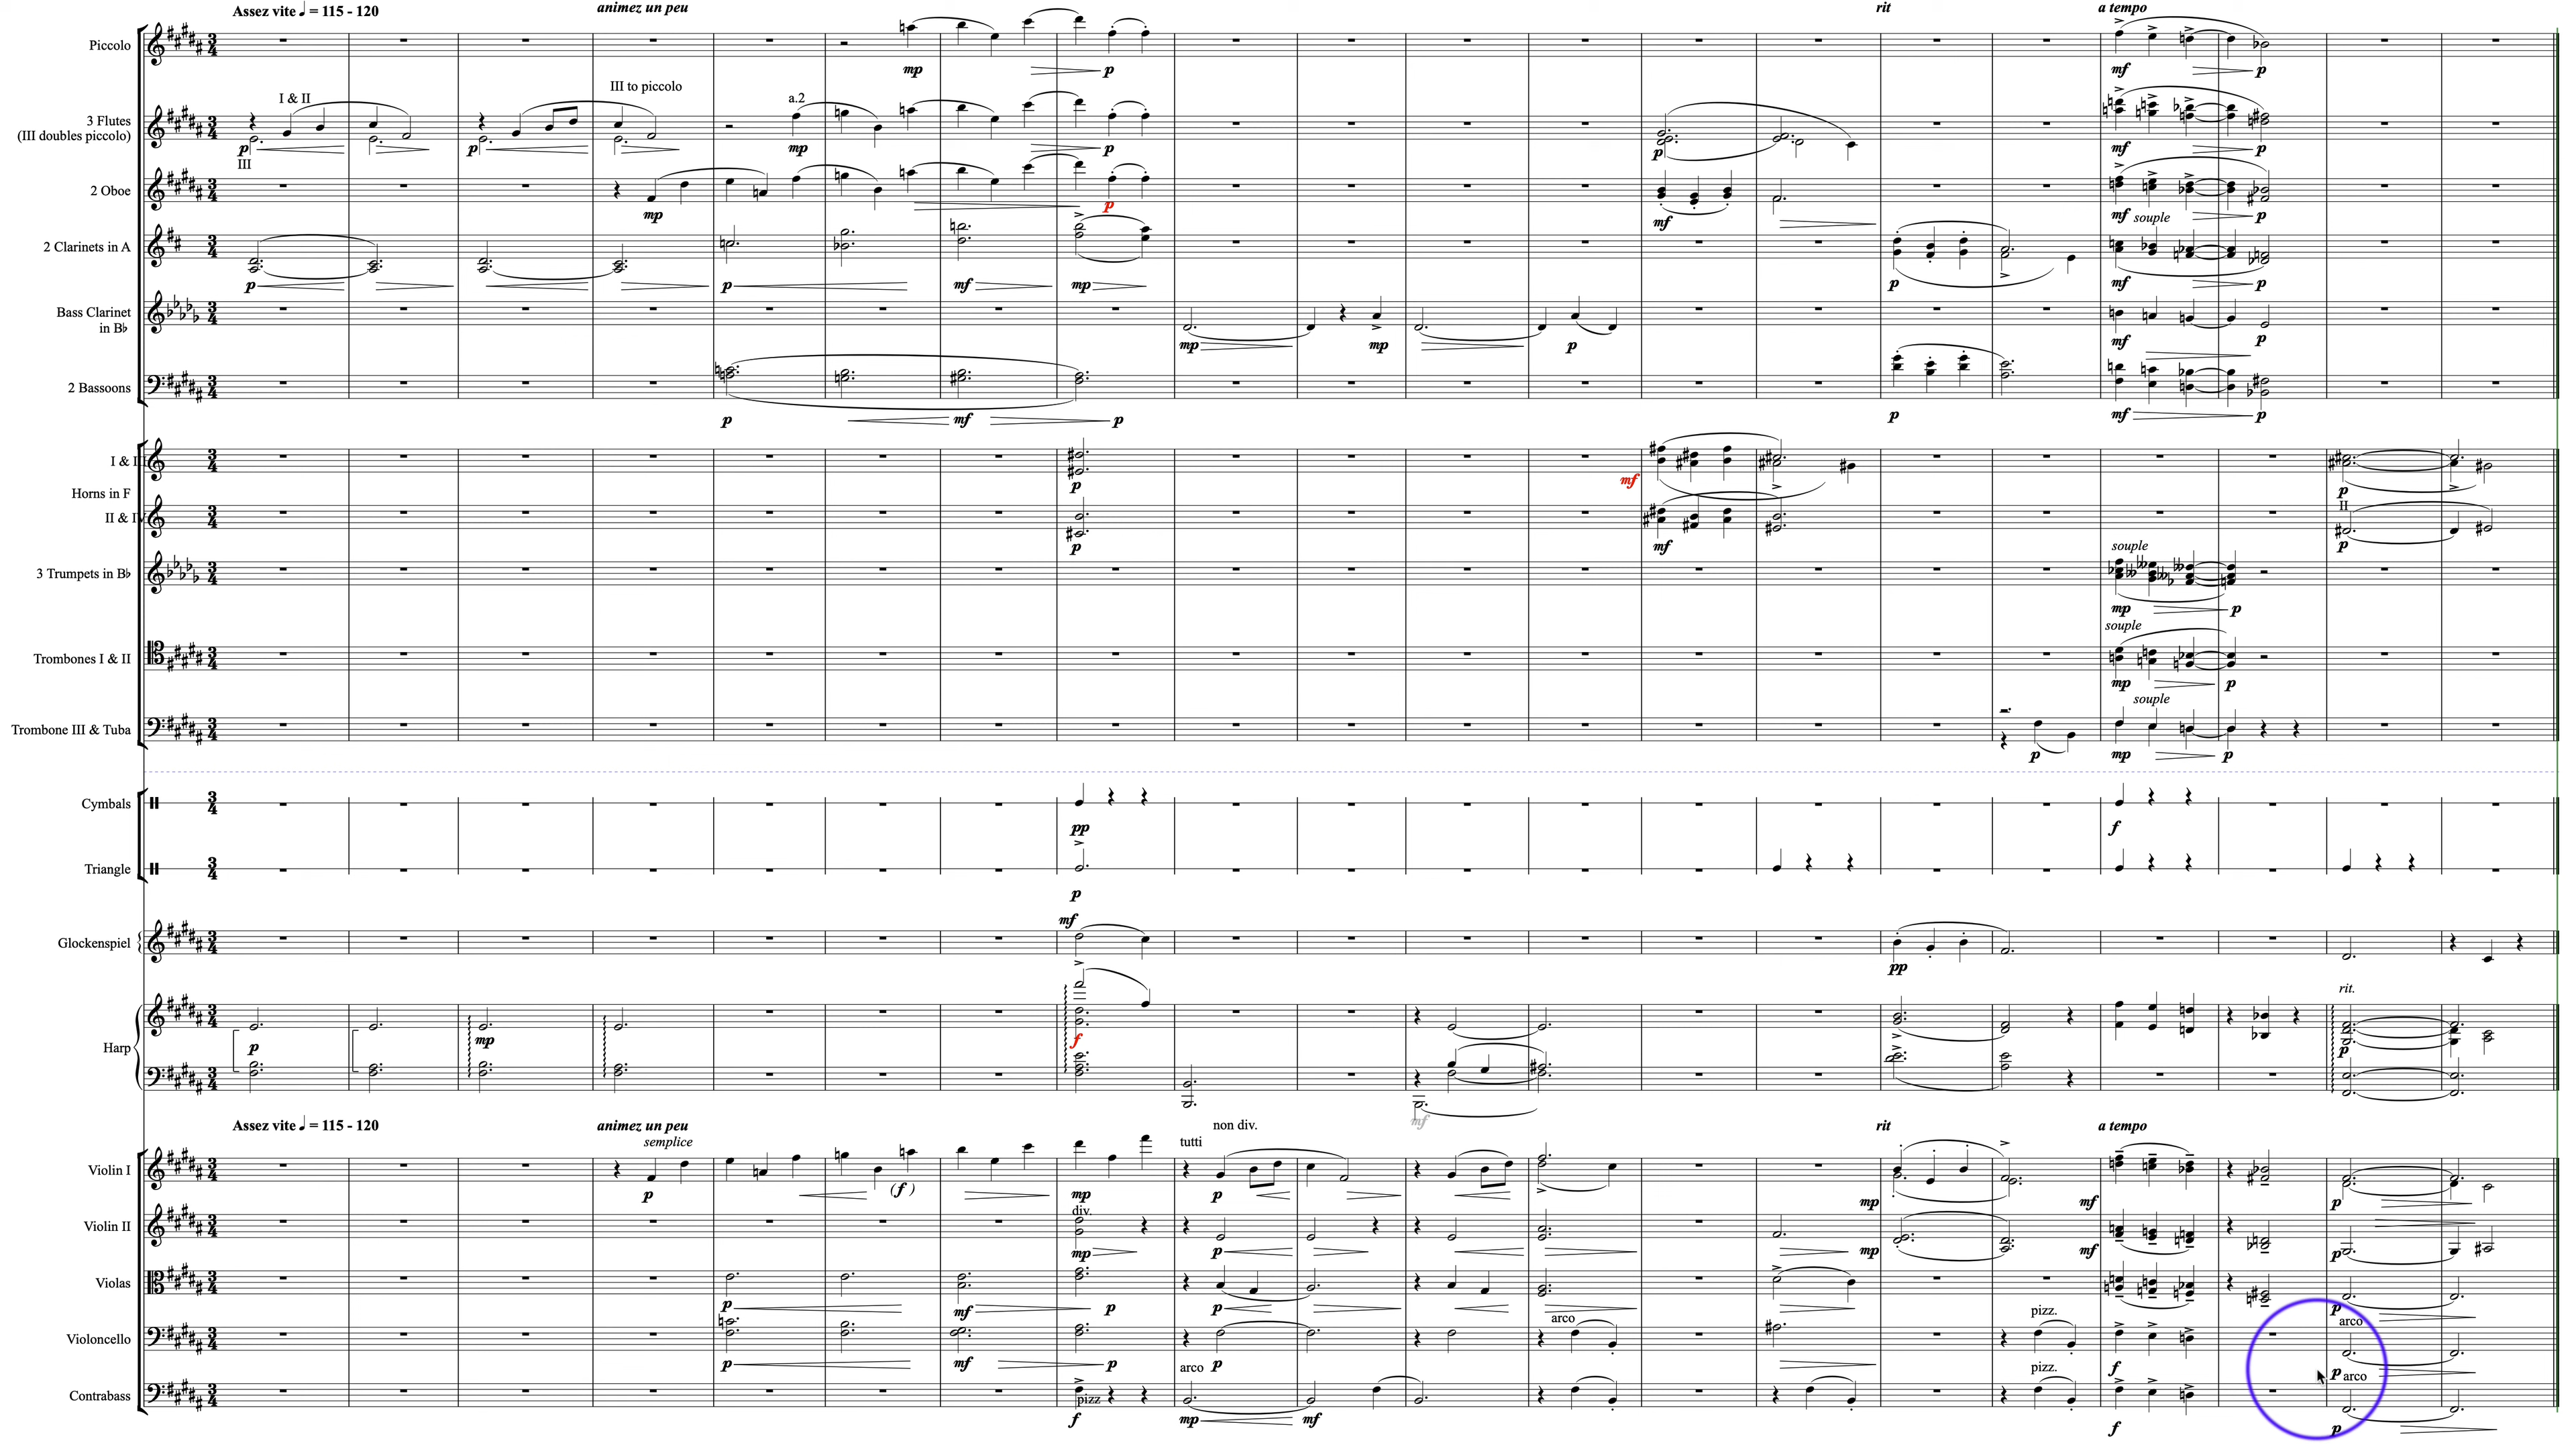 Assez vite ♩ = 115 - 120 animez un peu rit a tempo
Piccolo
mp p mf p
III to piccolo
I & II a.2
3 Flutes
(III doubles piccolo)
p p mp p p mf p
III
2 Oboe
mp p mf mf souple p
2 Clarinets in A
p p mf mp p mf p
Bass Clarinet
in B♭
mp mp p mf p
2 Bassoons
p mf p p mf p
I & II
p mf p
Horns in F
II & IV
II
p mf p
souple
3 Trumpets in B♭
mp p
souple
Trombones I & II
mp p
souple
Trombone III & Tuba
p mp p
Cymbals
pp f
Triangle
p
mf
Glockenspiel
pp
rit.
Harp
p mp f p
mf
Assez vite ♩ = 115 - 120 animez un peu non div. rit a tempo
semplice tutti
Violin I
p (f) mp p mp mf p
div.
Violin II
mp p mp mf p
Violas
p mf p p p
arco pizz. arco
Violoncello
p mf p p f p
arco pizz. arco
Contrabass
pizz
f mp mf f p